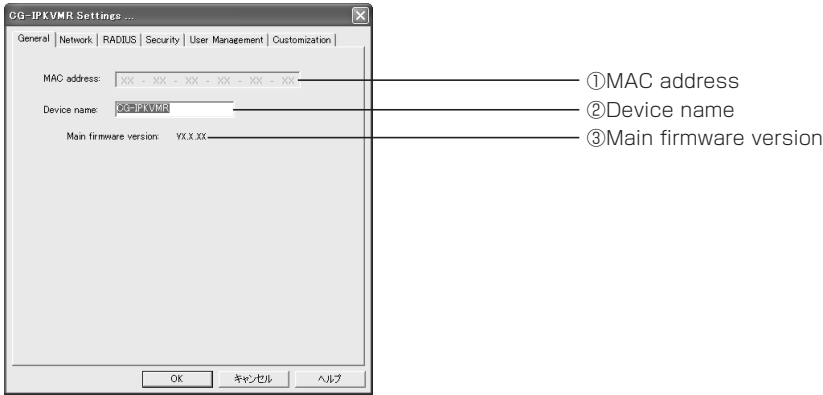 CG-IPKVMR Settings ...
General Network RADIUS Security User Management Customization
MAC address: XX - XX - XX - XX - XX - XX ①MAC address
Device name: CG-IPKVMR ②Device name
Main firmware version: YX.X.XX ③Main firmware version
OK キャンセル ヘルプ